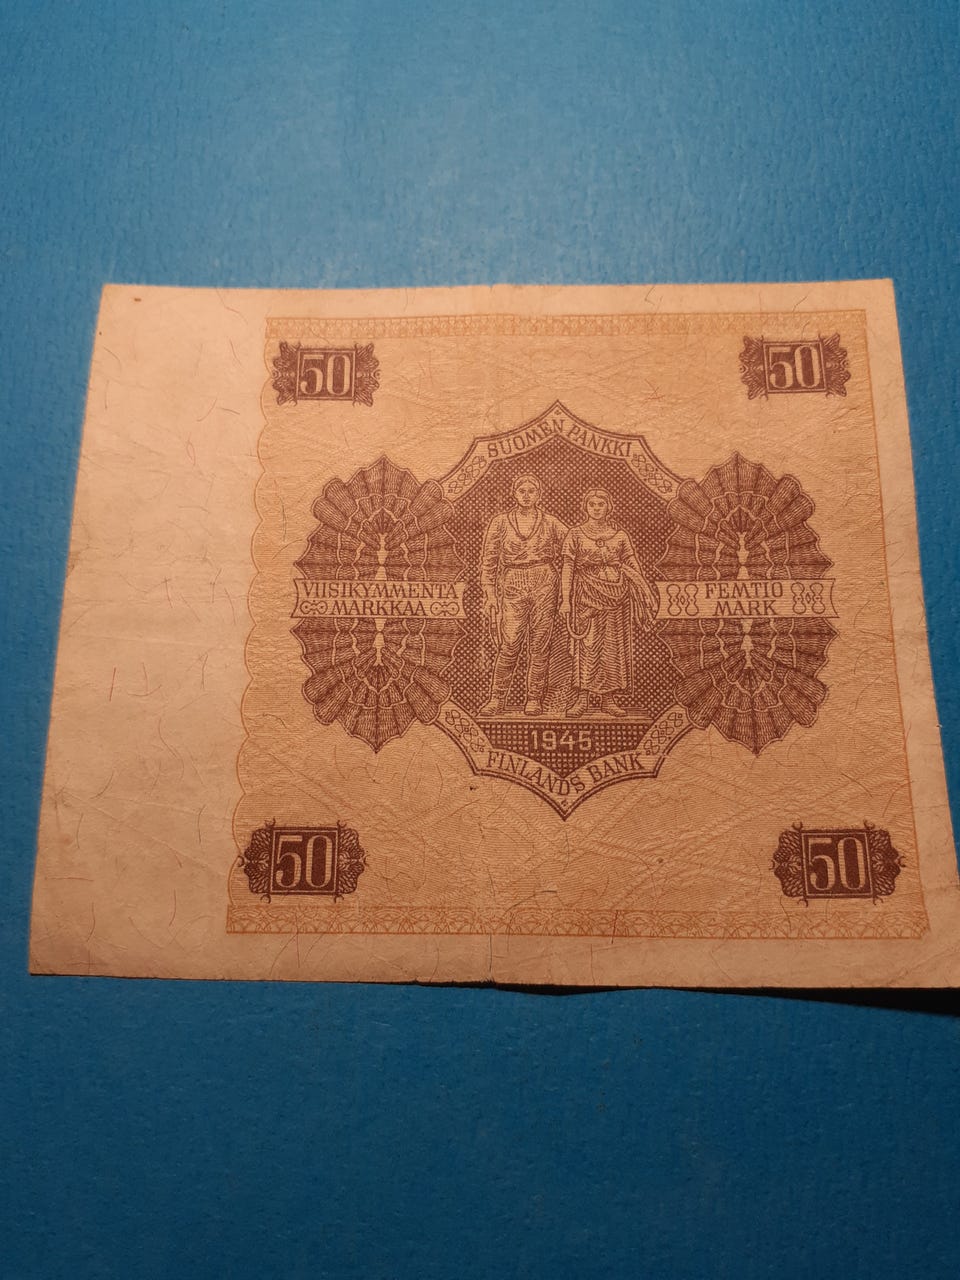 50
50
SUOMEN PANKKI
VIISIKYMMENTÄ
MARKKAA
FEMTIO
MARK
1945
FINLANDS BANK
50
50